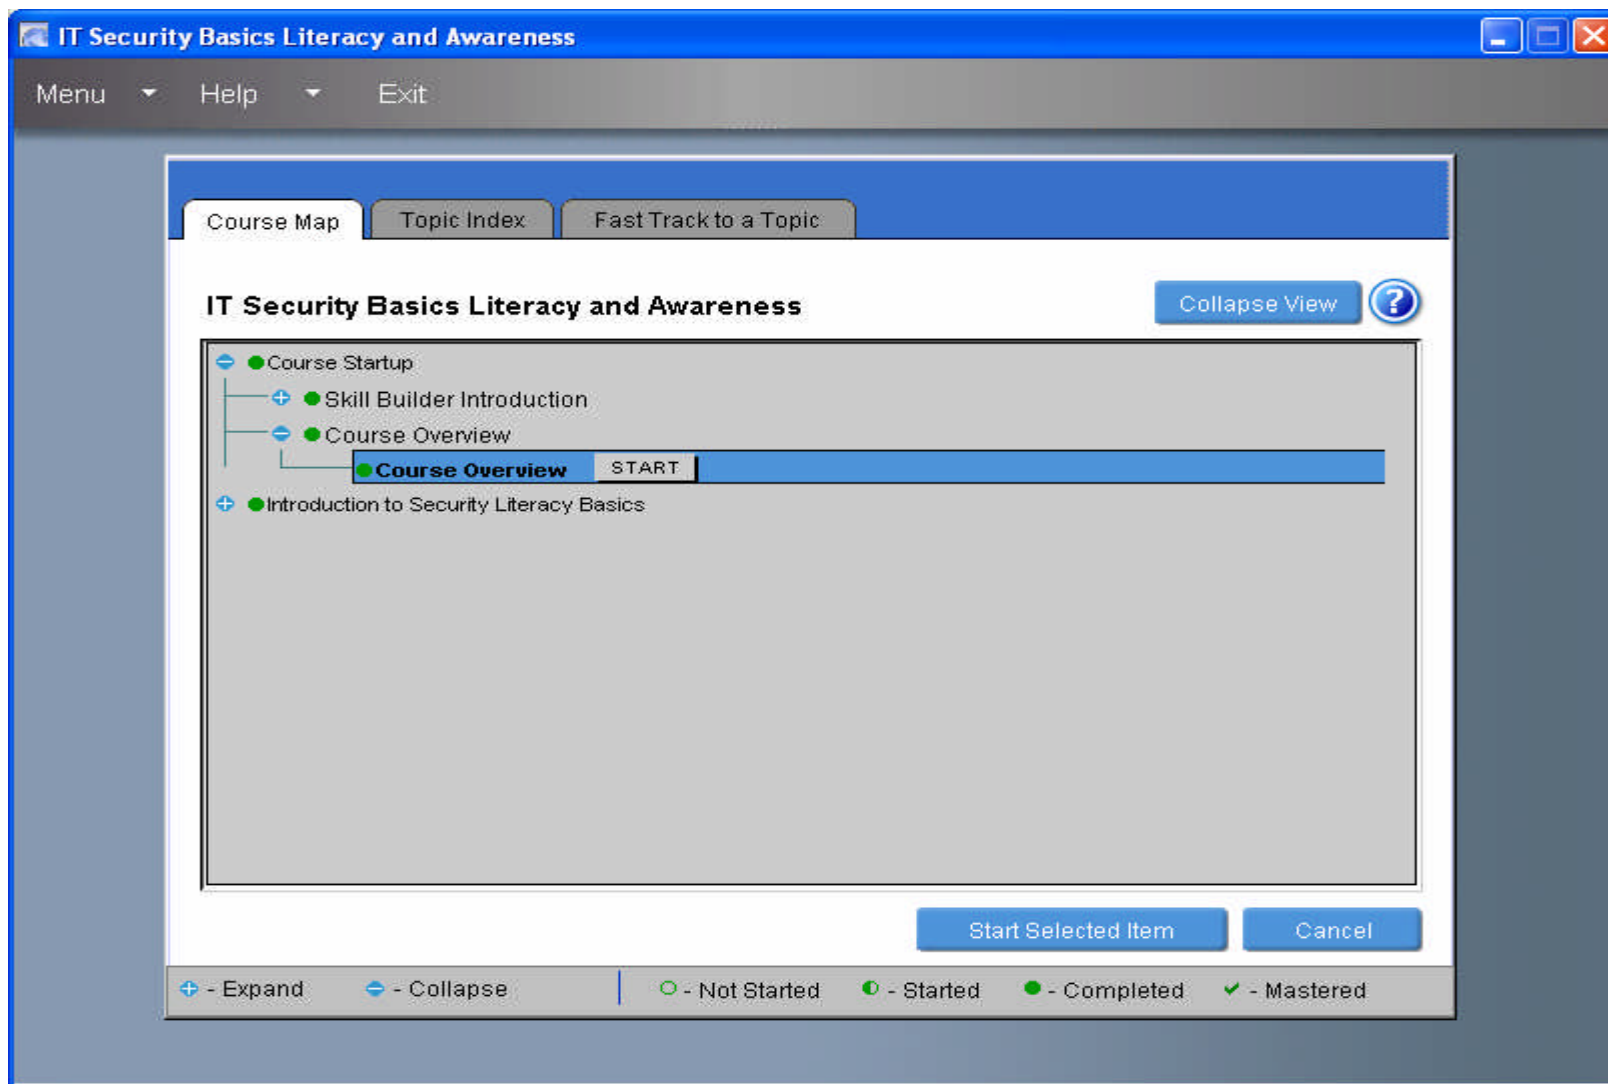 IT Security Basics Literacy and Awareness
Menu Help Exit
Course Map Topic Index Fast Track to a Topic
IT Security Basics Literacy and Awareness Collapse View ?
Course Startup
Skill Builder Introduction
Course Overview
Course Overview START
Introduction to Security Literacy Basics
Start Selected Item Cancel
- Expand - Collapse - Not Started - Started - Completed - Mastered